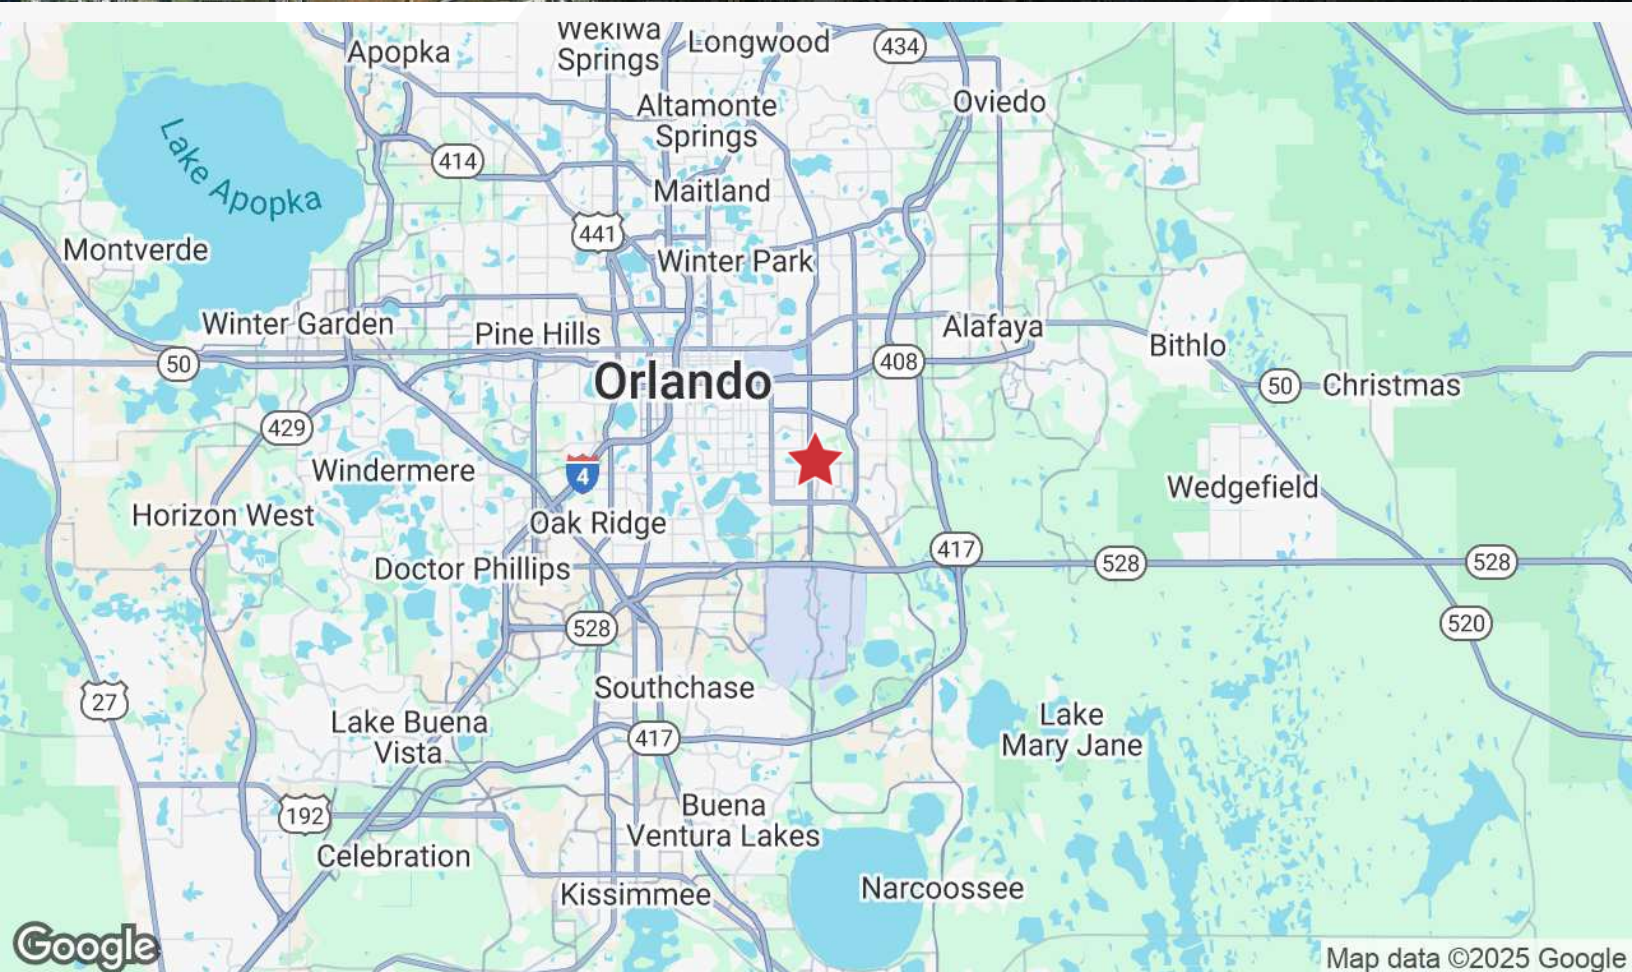 Wekiwa
Springs
Longwood
434
Apopka
Altamonte
Springs
Oviedo
Lake Apopka
414
Maitland
441
Montverde
Winter Park
Winter Garden
Pine Hills
Alafaya
Bithlo
50
408
Orlando
50
Christmas
429
Windermere
4
Wedgefield
Horizon West
Oak Ridge
417
Doctor Phillips
528
528
528
520
27
Southchase
Lake Buena
Vista
417
Lake
Mary Jane
192
Buena
Ventura Lakes
Celebration
Kissimmee
Narcoossee
Google
Map data ©2025 Google